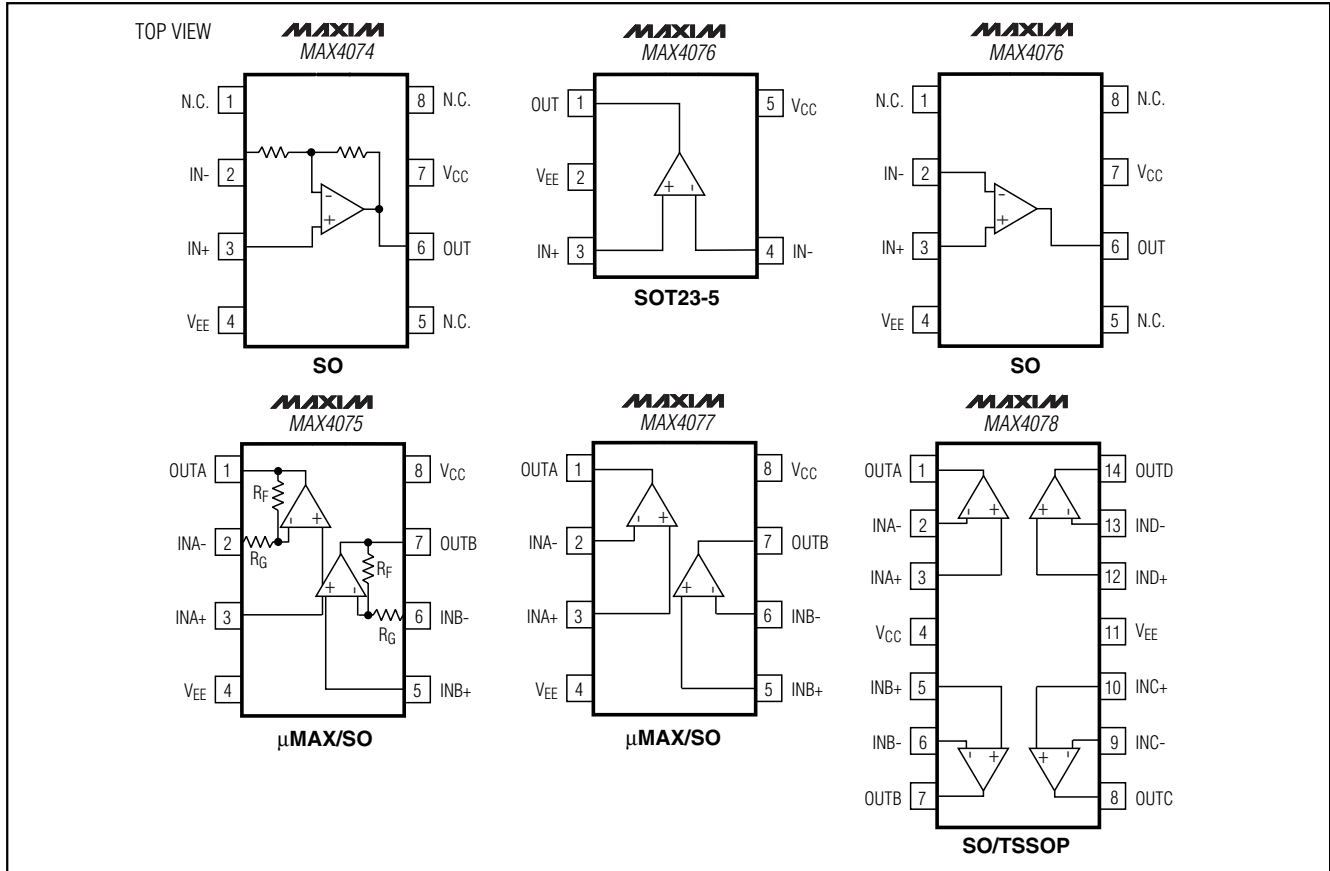 TOP VIEW
MAXIM
MAX4074
N.C. 1
8 N.C.
IN- 2
7 VCC
- +
IN+ 3
6 OUT
VEE 4
5 N.C.
SO
MAXIM
MAX4076
OUT 1
5 VCC
VEE 2
+ -
IN+ 3
4 IN-
SOT23-5
MAXIM
MAX4076
N.C. 1
8 N.C.
IN- 2
7 VCC
- +
IN+ 3
6 OUT
VEE 4
5 N.C.
SO
MAXIM
MAX4075
OUTA 1
8 VCC
RF
- +
INA- 2
RG
7 OUTB
RF
+ -
INA+ 3
6 INB-
RG
VEE 4
5 INB+
µMAX/SO
MAXIM
MAX4077
OUTA 1
8 VCC
- +
INA- 2
7 OUTB
+ -
INA+ 3
6 INB-
VEE 4
5 INB+
µMAX/SO
MAXIM
MAX4078
OUTA 1
14 OUTD
- +
+ -
INA- 2
13 IND-
INA+ 3
12 IND+
VCC 4
11 VEE
INB+ 5
10 INC+
INB- 6
9 INC-
- +
+ -
OUTB 7
8 OUTC
SO/TSSOP